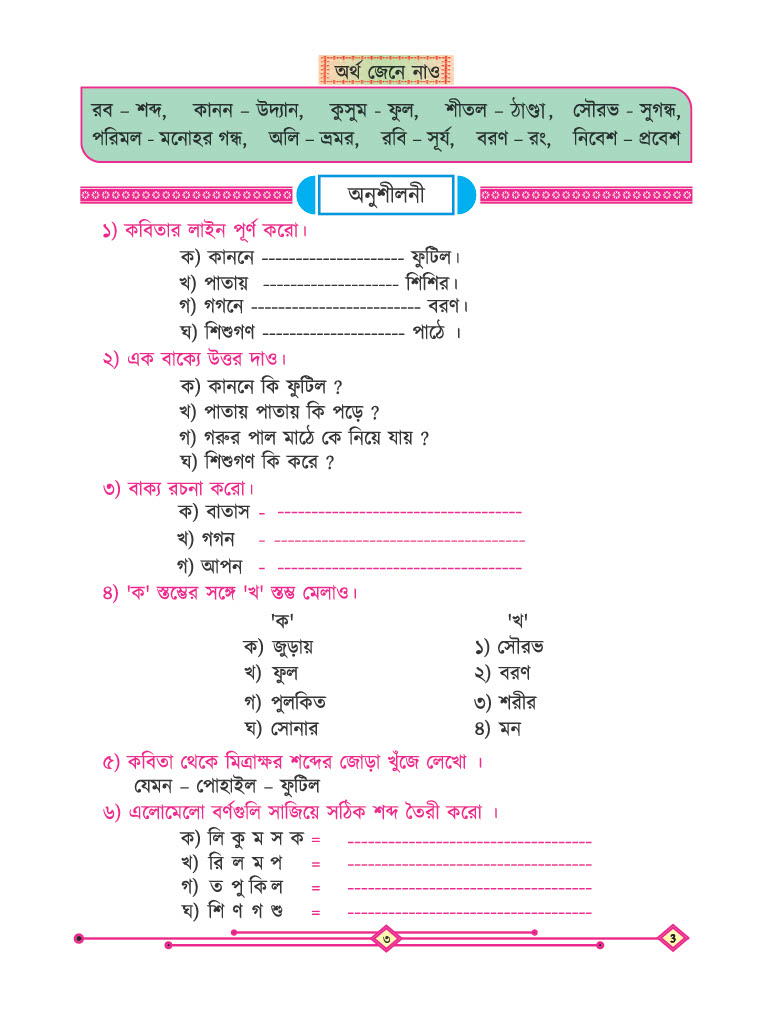 অর্থ জেনে নাও
রব – শব্দ, কানন – উদ্যান, কুসুম - ফুল, শীতল – ঠাণ্ডা, সৌরভ - সুগন্ধ,
পরিমল - মনোহর গন্ধ, অলি – ভ্রমর, রবি – সূর্য, বরণ – রং, নিবেশ – প্রবেশ
অনুশীলনী
১) কবিতার লাইন পূর্ণ করো।
ক) কাননে --------------------- ফুটিল।
খ) পাতায় -------------------- শিশির।
গ) গগনে ------------------------- বরণ।
ঘ) শিশুগণ --------------------- পাঠে ।
২) এক বাক্যে উত্তর দাও।
ক) কাননে কি ফুটিল ?
খ) পাতায় পাতায় কি পড়ে ?
গ) গরুর পাল মাঠে কে নিয়ে যায় ?
ঘ) শিশুগণ কি করে ?
৩) বাক্য রচনা করো।
ক) বাতাস - ------------------------------------
খ) গগন - -------------------------------------
গ) আপন - ------------------------------------
৪) 'ক' স্তম্ভের সঙ্গে 'খ' স্তম্ভ মেলাও।
'ক' 'খ'
ক) জুড়ায় ১) সৌরভ
খ) ফুল ২) বরণ
গ) পুলকিত ৩) শরীর
ঘ) সোনার ৪) মন
৫) কবিতা থেকে মিত্রাক্ষর শব্দের জোড়া খুঁজে লেখো ।
যেমন – পোহাইল – ফুটিল
৬) এলোমেলো বর্ণগুলি সাজিয়ে সঠিক শব্দ তৈরী করো ।
ক) লি কু ম স ক = ------------------------------------
খ) রি ল ম প = ------------------------------------
গ) ত পু কি ল = ------------------------------------
ঘ) শি ণ গ শু = ------------------------------------
৩ 3